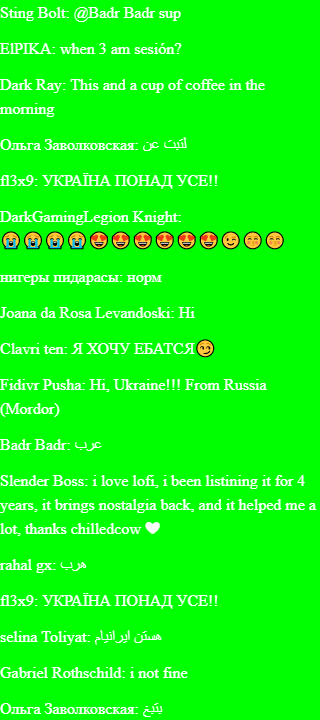 Sting Bolt: @Badr Badr sup
ElPIKA: when 3 am sesión?
Dark Ray: This and a cup of coffee in the
morning
Ольга Заволковская: لتبث عن
fl3x9: УКРАЇНА ПОНАД УСЕ!!
DarkGamingLegion Knight:
😭😭😭😭😍😍😍😍😍😍😉😊😊
нигеры пидарасы: норм
Joana da Rosa Levandoski: Hi
Clavri ten: Я ХОЧУ ЕБАТСЯ😏
Fidivr Pusha: Hi, Ukraine!!! From Russia
(Mordor)
Badr Badr: عرب
Slender Boss: i love lofi, i been listining it for 4
years, it brings nostalgia back, and it helped me a
lot, thanks chilledcow 🤍
rahal gx: هرب
fl3x9: УКРАЇНА ПОНАД УСЕ!!
selina Toliyat: هستن ایرانیام
Gabriel Rothschild: i not fine
Ольга Заволковская: